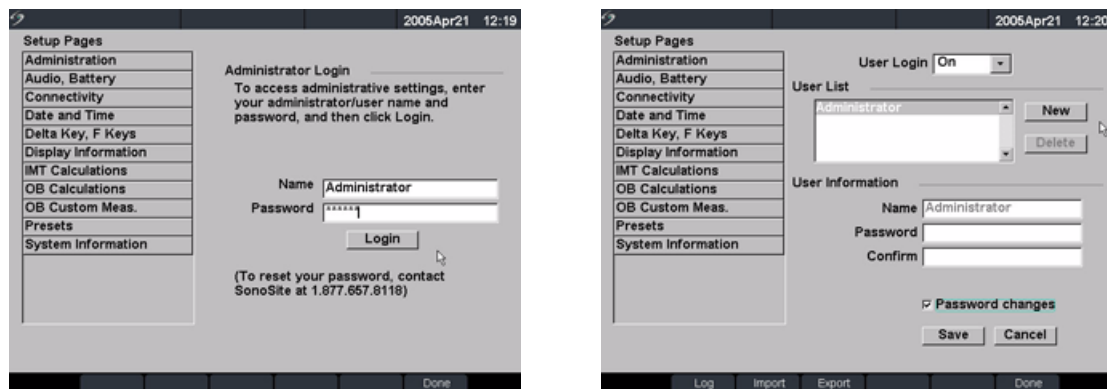 2005Apr21 12:19
Setup Pages
Administration
Audio, Battery
Connectivity
Date and Time
Delta Key, F Keys
Display Information
IMT Calculations
OB Calculations
OB Custom Meas.
Presets
System Information
Administrator Login
To access administrative settings, enter
your administrator/user name and
password, and then click Login.
Name Administrator
Password ******
Login
(To reset your password, contact
SonoSite at 1.877.657.8118)
Done
2005Apr21 12:20
Setup Pages
Administration
Audio, Battery
Connectivity
Date and Time
Delta Key, F Keys
Display Information
IMT Calculations
OB Calculations
OB Custom Meas.
Presets
System Information
User Login On
User List
Administrator
New
Delete
User Information
Name Administrator
Password
Confirm
Password changes
Save Cancel
Log Import Export Done